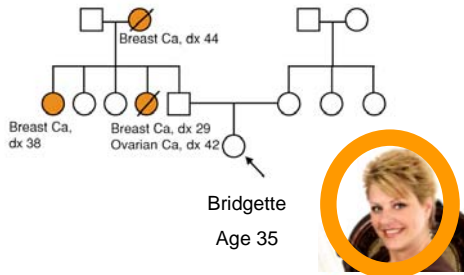 Breast Ca, dx 44
Breast Ca,
dx 38
Breast Ca, dx 29
Ovarian Ca, dx 42
Bridgette
Age 35